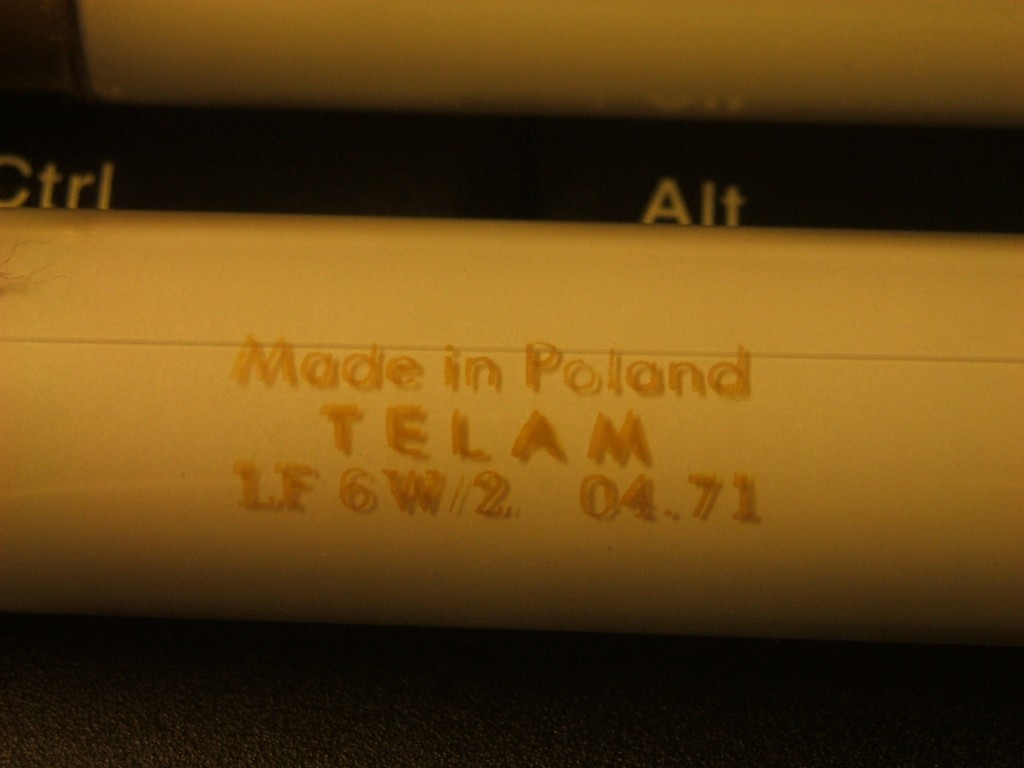 Ctrl Alt
Made in Poland
TELAM
LF 6W/2 04.71